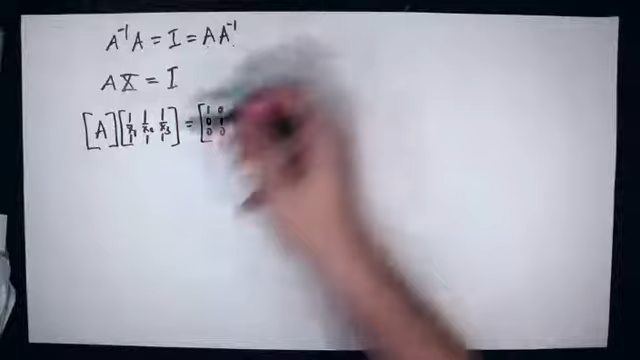 A⁻¹A = I = AA⁻¹
AX = I
[A][x₁ x₂ x₃] = [1 0
0 1
0 0